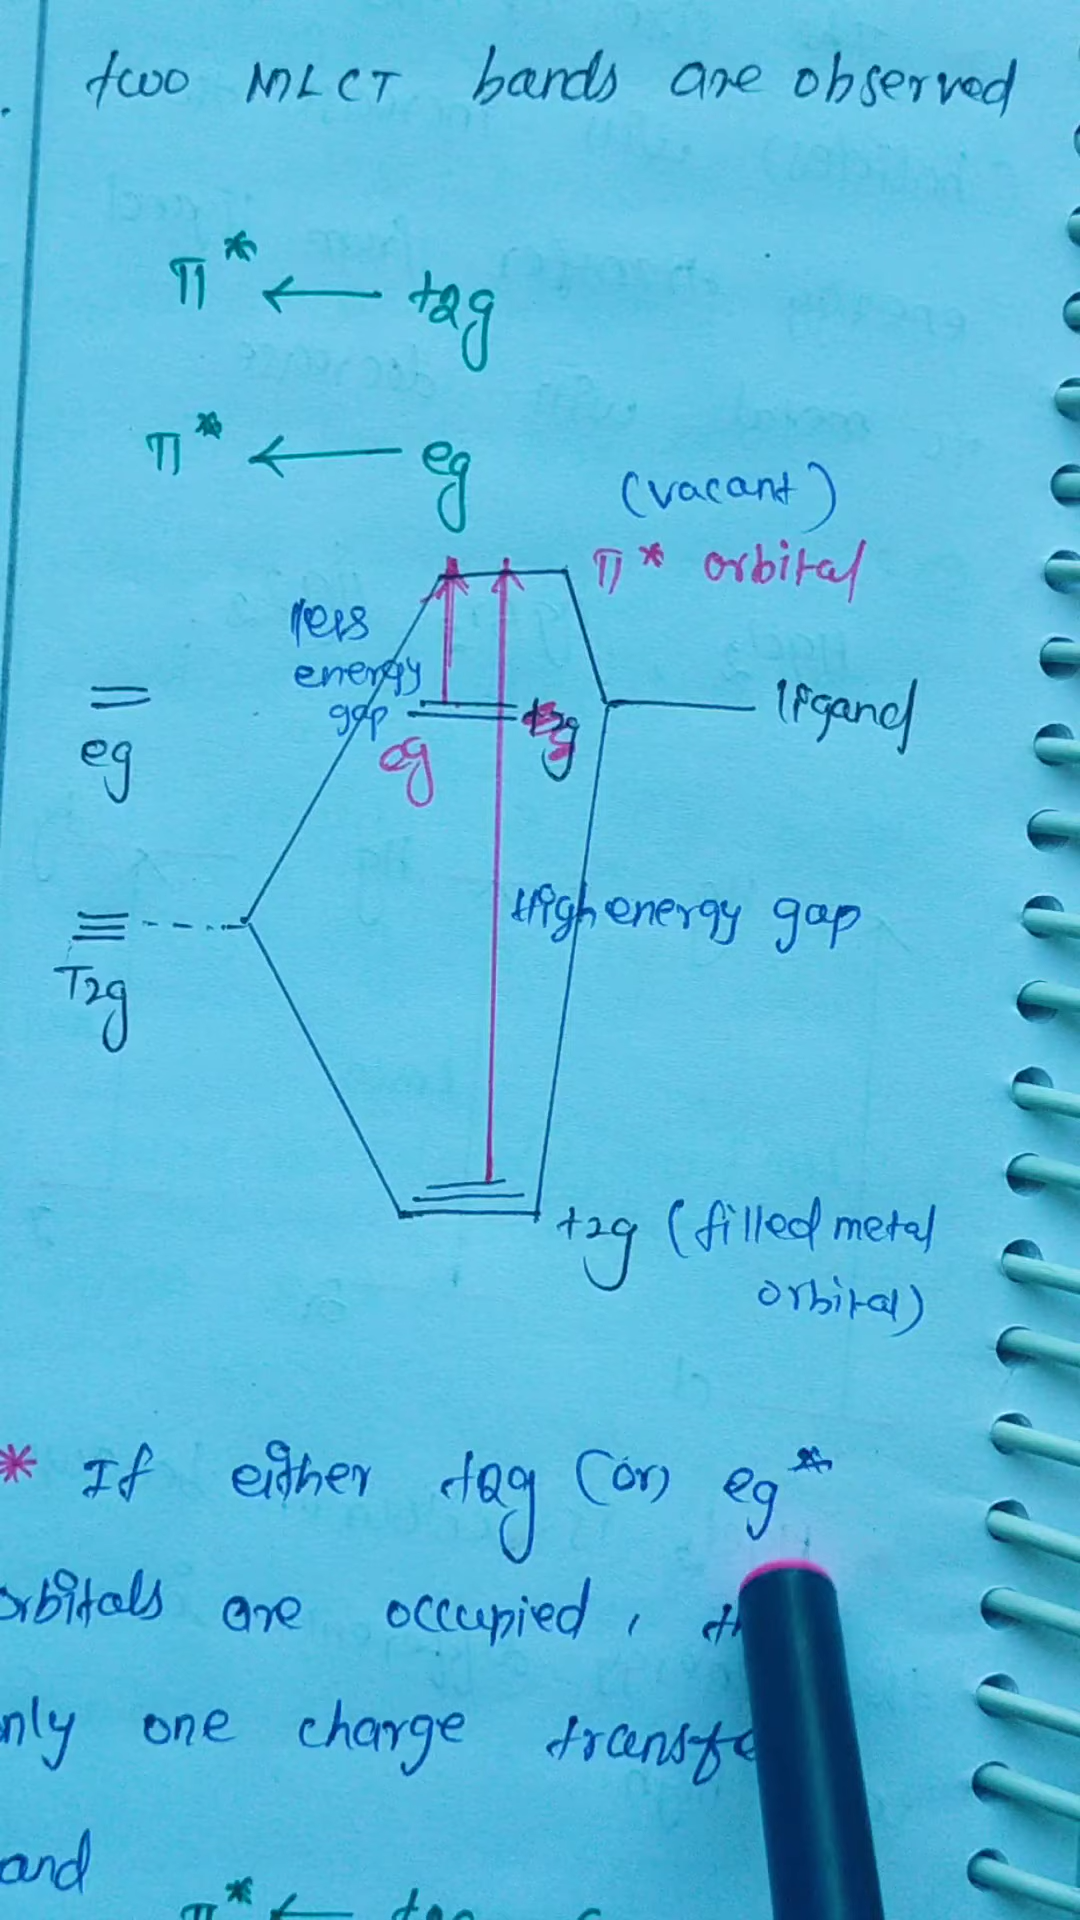 two MLCT bands are observed
π* ← t2g
π* ← eg
(vacant)
π* orbital
less
energy
gap
eg
ligand
eg
High energy gap
T2g
t2g (filled metal
orbital)
* If either t2g (or) eg*
orbitals are occupied,
only one charge
and
π* ←